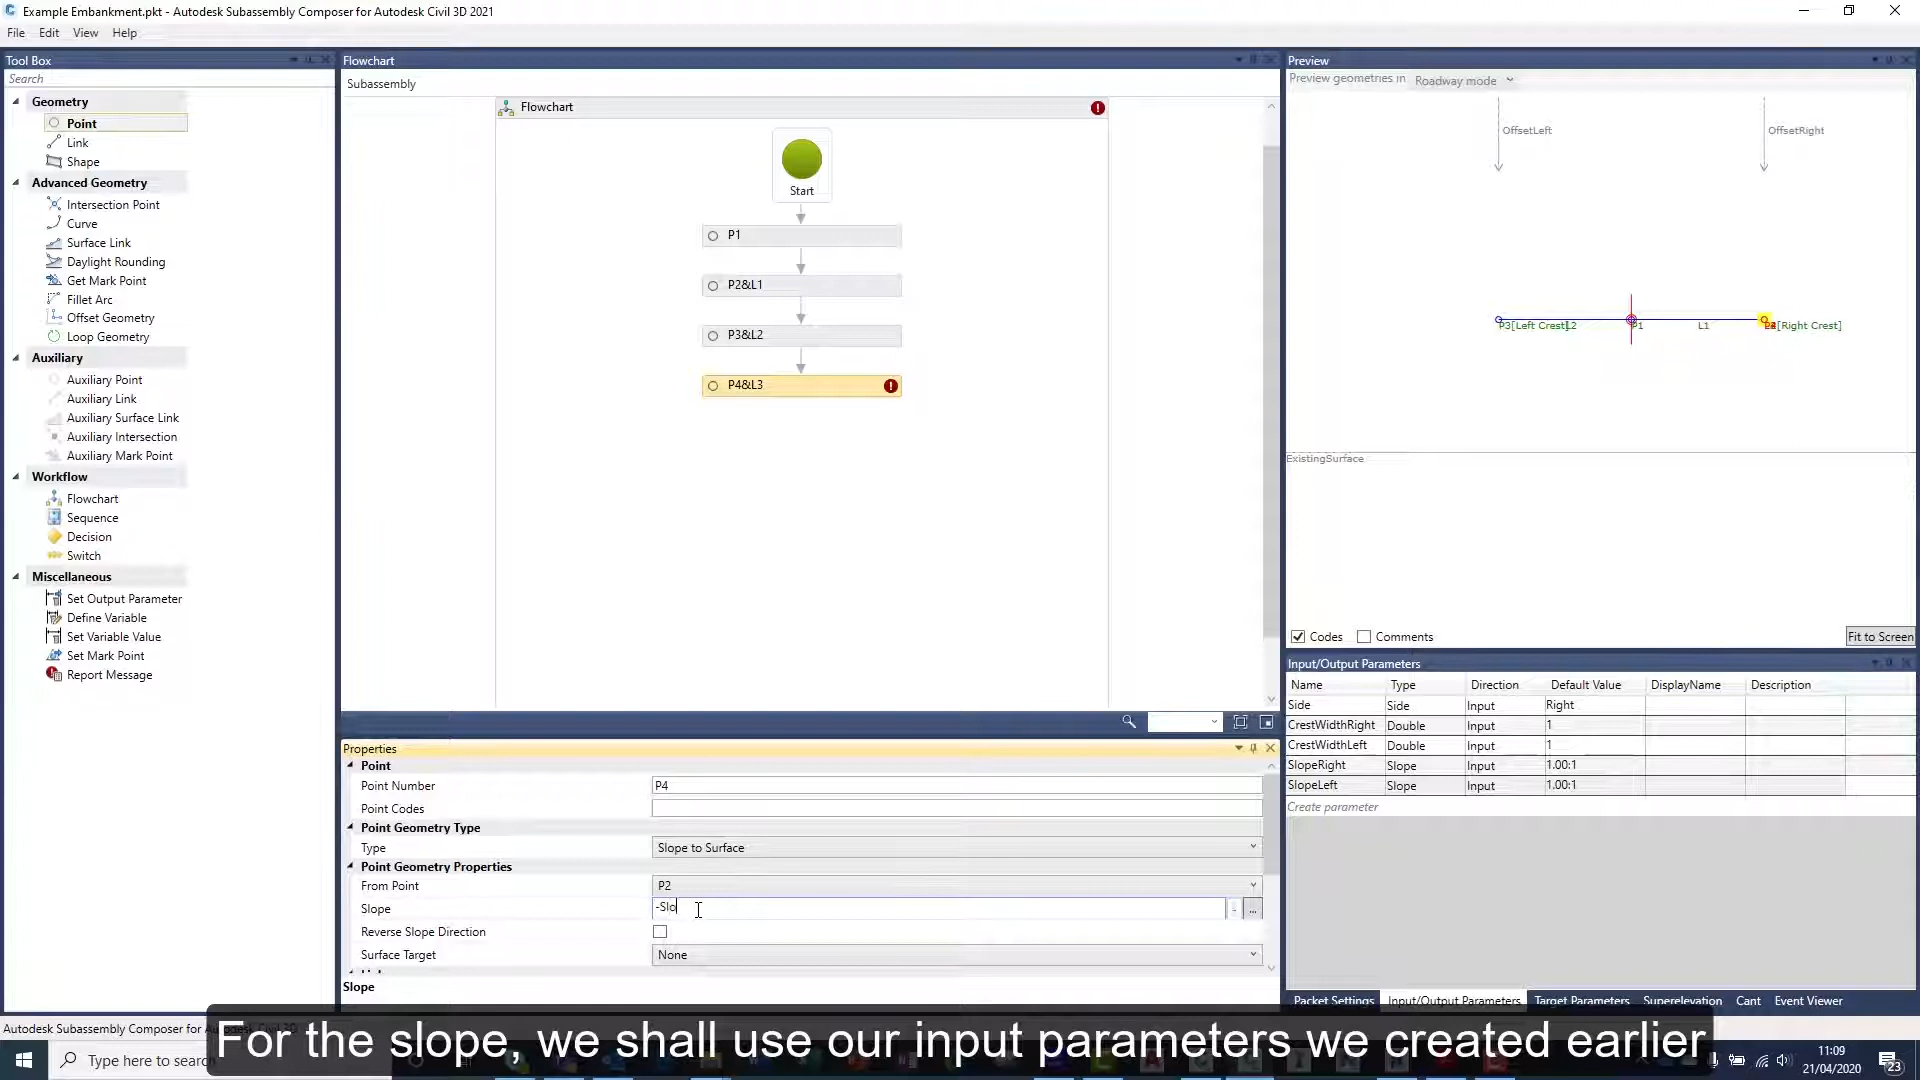 Example Embankment.pkt - Autodesk Subassembly Composer for Autodesk Civil 3D 2021
File Edit View Help
Tool Box
Search
Geometry
Point
Link
Shape
Advanced Geometry
Intersection Point
Curve
Surface Link
Daylight Rounding
Get Mark Point
Fillet Arc
Offset Geometry
Loop Geometry
Auxiliary
Auxiliary Point
Auxiliary Link
Auxiliary Surface Link
Auxiliary Intersection
Auxiliary Mark Point
Workflow
Flowchart
Sequence
Decision
Switch
Miscellaneous
Set Output Parameter
Define Variable
Set Variable Value
Set Mark Point
Report Message
Flowchart
Subassembly
Flowchart
Start
P1
P2&L1
P3&L2
P4&L3
Properties
Point
Point Number P4
Point Codes
Point Geometry Type
Type Slope to Surface
Point Geometry Properties
From Point P2
Slope -Slo ...
Reverse Slope Direction
Surface Target None
Slope
Preview
Preview geometries in Roadway mode
OffsetLeft OffsetRight
P3[Left Crest] L2 P1 L1 [Right Crest]
ExistingSurface
Codes Comments Fit to Screen
Input/Output Parameters
Name Type Direction Default Value DisplayName Description
Side Side Input Right
CrestWidthRight Double Input 1
CrestWidthLeft Double Input 1
SlopeRight Slope Input 1.00:1
SlopeLeft Slope Input 1.00:1
Create parameter
Packet Settings Input/Output Parameters Target Parameters Superelevation Cant Event Viewer
Autodesk Subassembly Composer for
For the slope, we shall use our input parameters we created earlier
Type here to search
11:09
21/04/2020
23